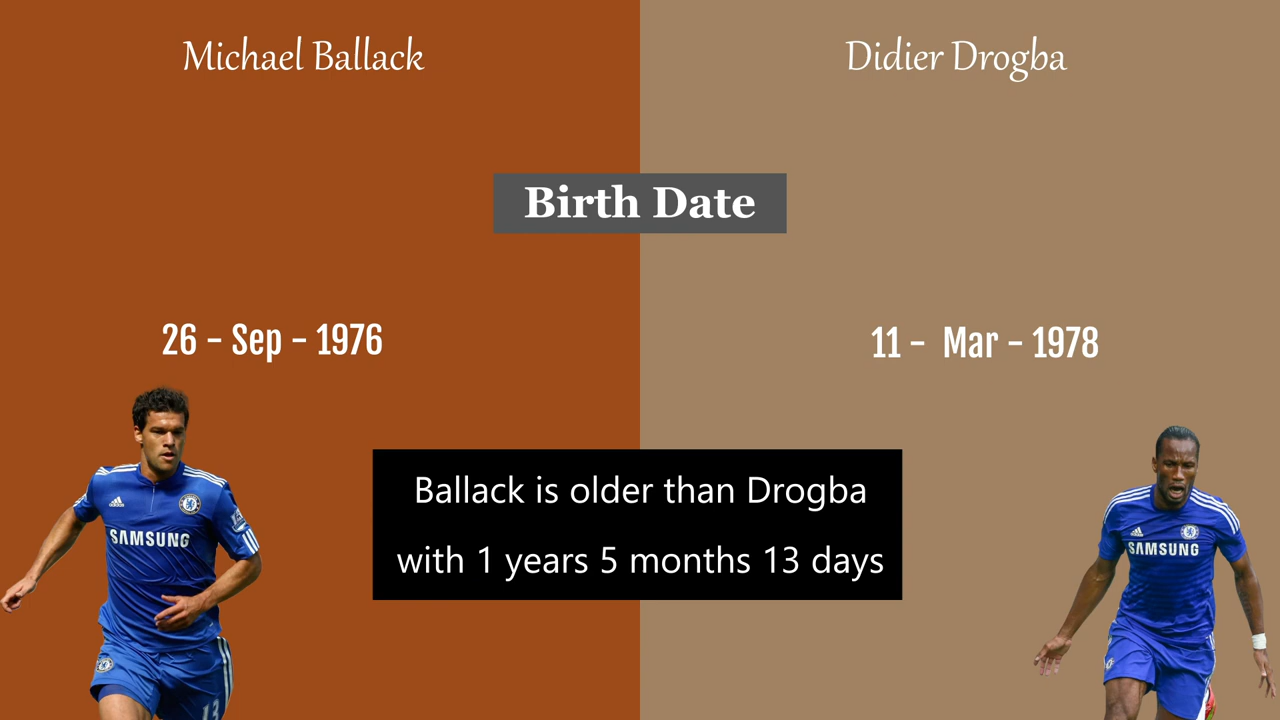 Michael Ballack
Didier Drogba
Birth Date
26 - Sep - 1976
11 - Mar - 1978
Ballack is older than Drogba
with 1 years 5 months 13 days
SAMSUNG
SAMSUNG
13